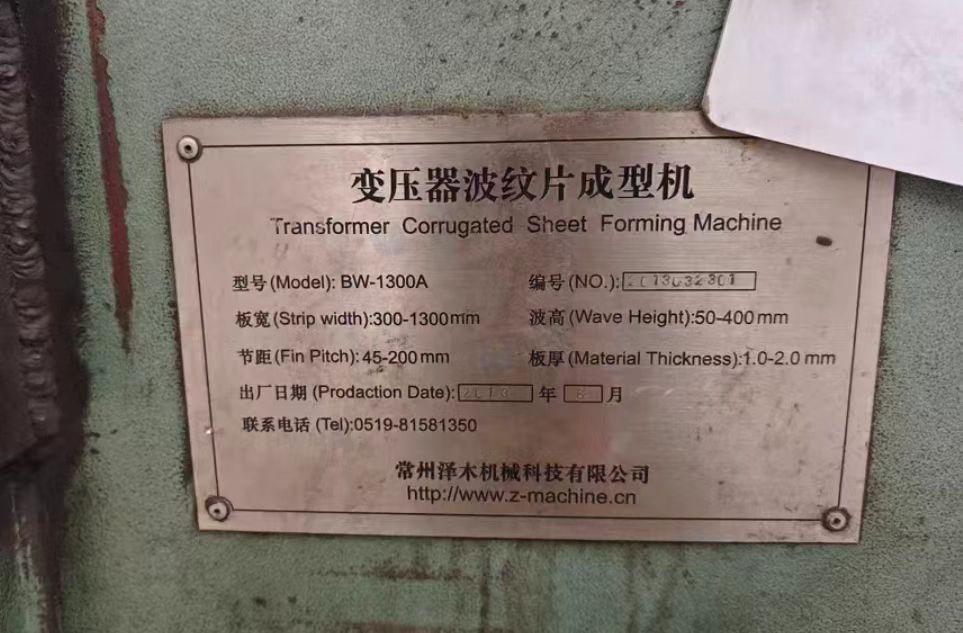 变压器波纹片成型机
Transformer Corrugated Sheet Forming Machine
型号(Model): BW-1300A 编号(NO.):
板宽(Strip width):300-1300mm 波高(Wave Height):50-400mm
节距(Fin Pitch): 45-200mm 板厚(Material Thickness):1.0-2.0 mm
出厂日期 (Prodaction Date): 2013 年 月
联系电话 (Tel):0519-81581350
常州泽木机械科技有限公司
http://www.z-machine.cn